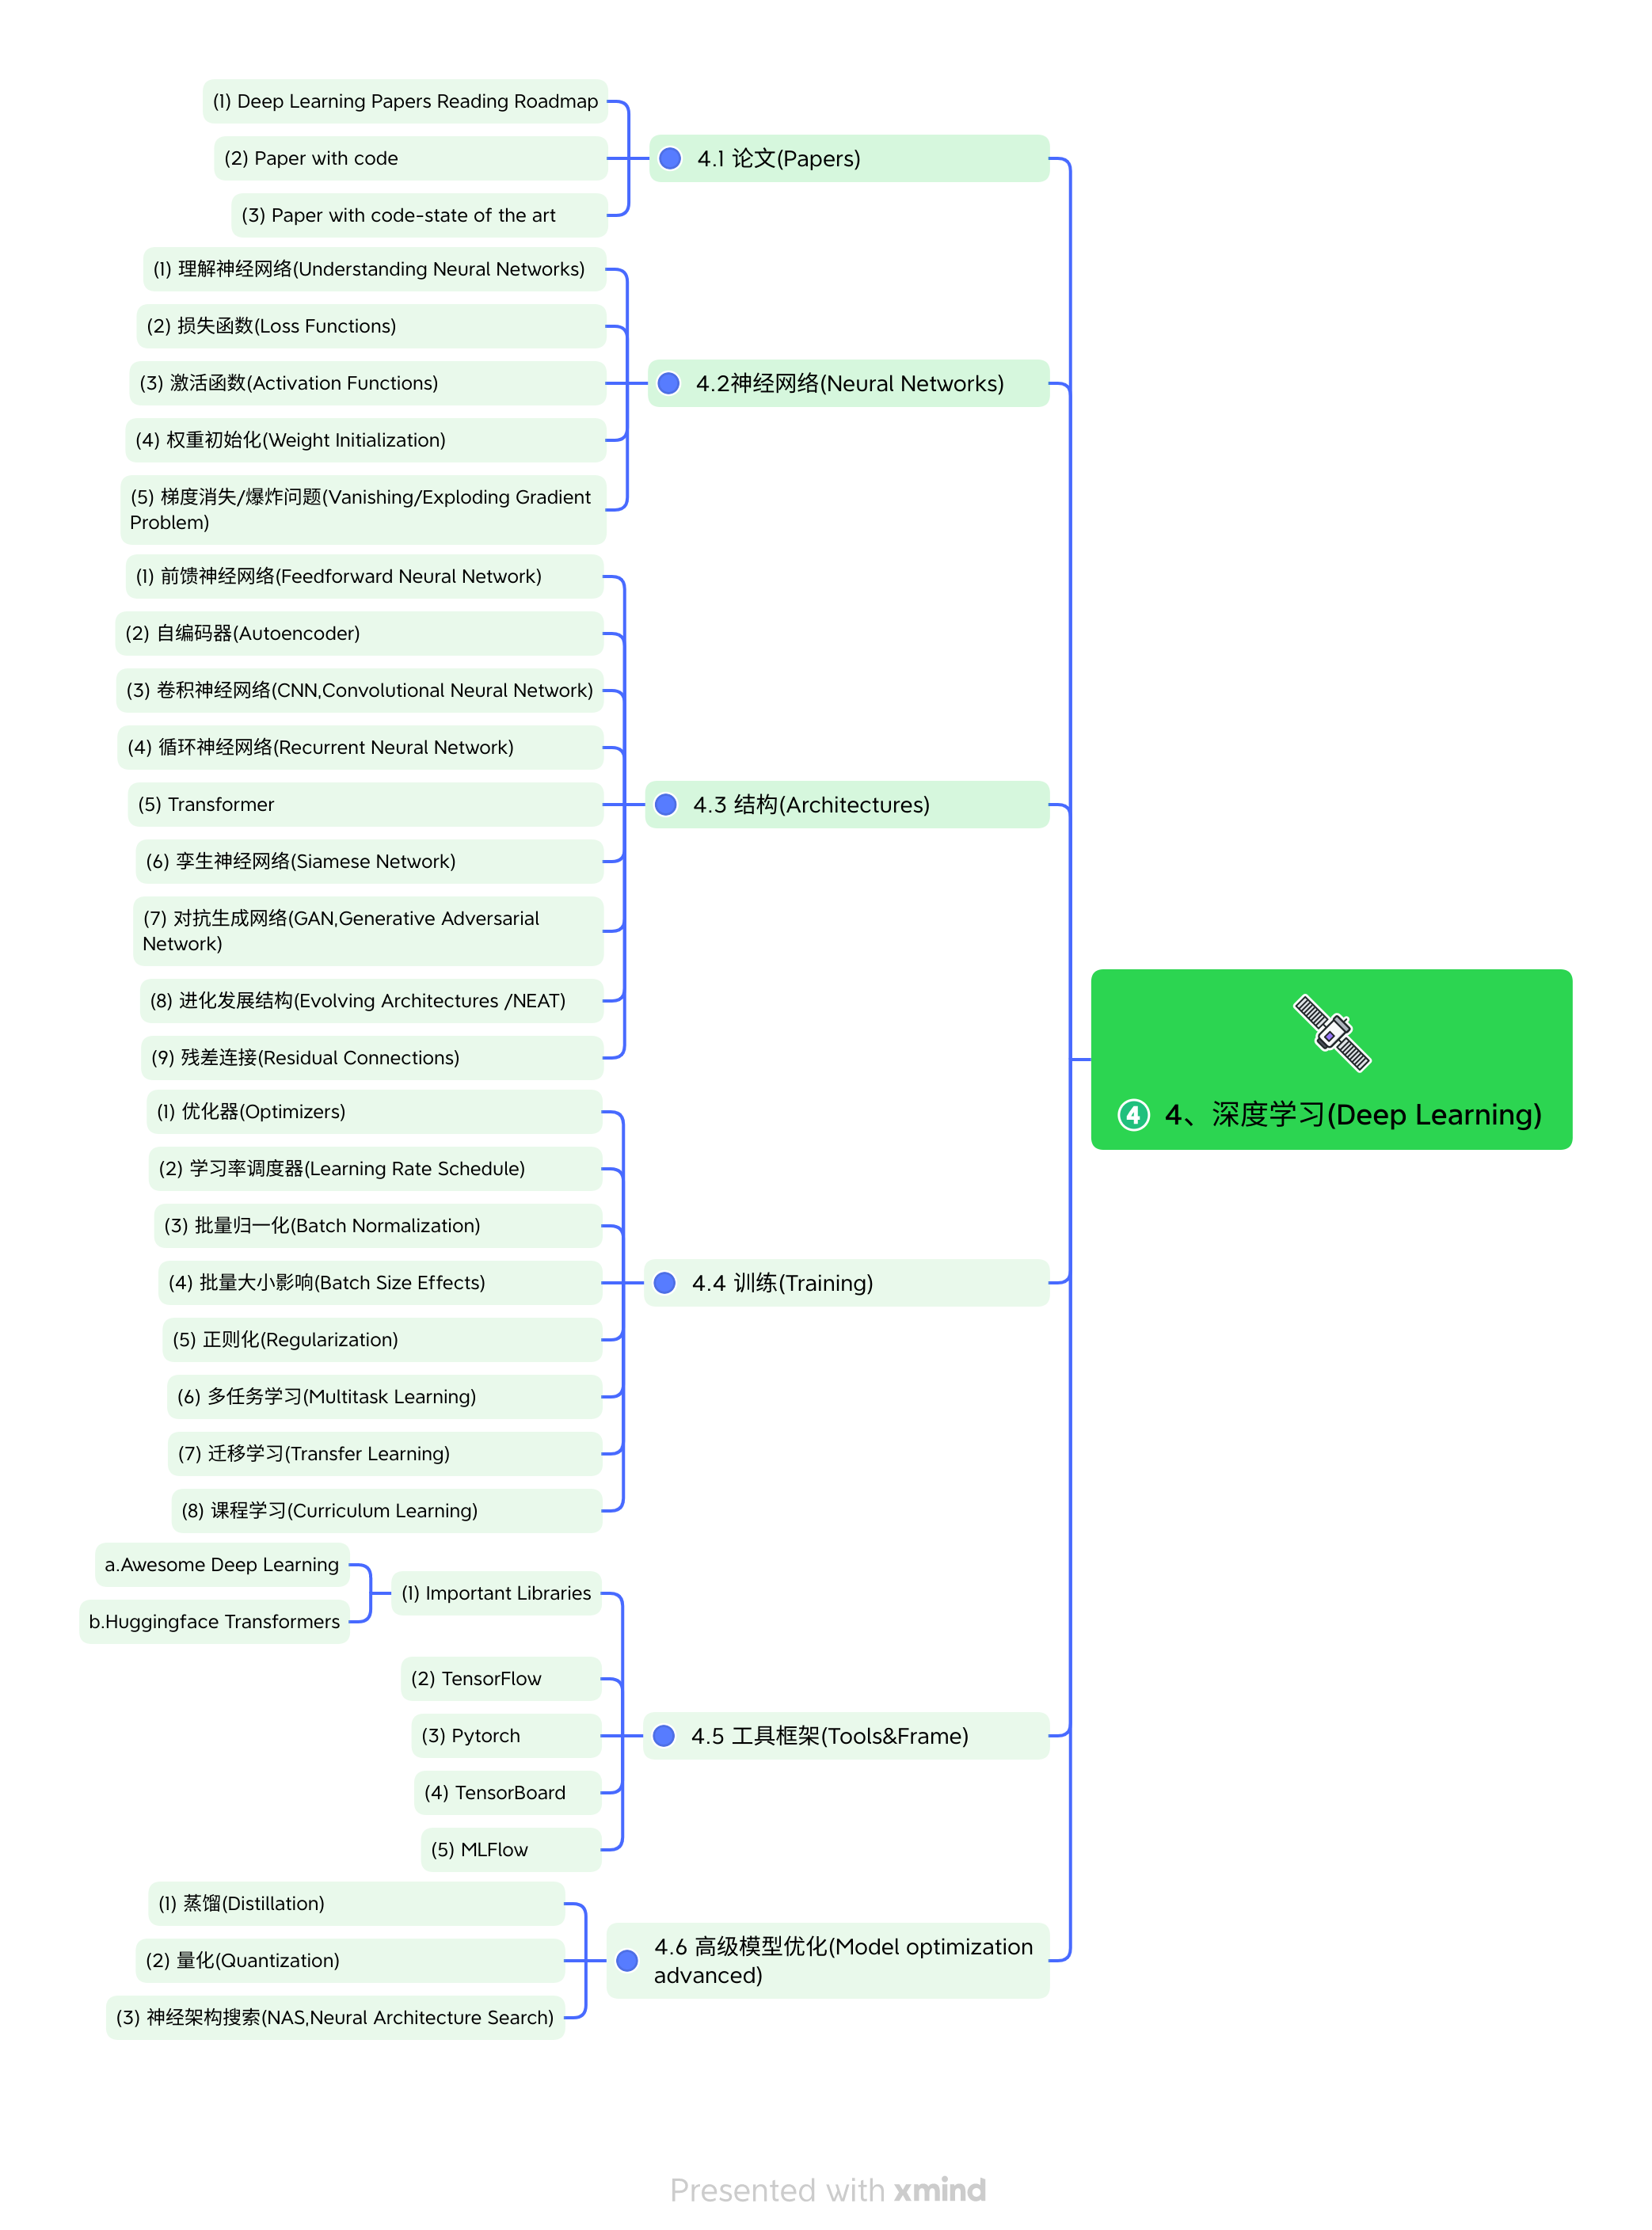 (1) Deep Learning Papers Reading Roadmap
(2) Paper with code
(3) Paper with code-state of the art
4.1 论文(Papers)
(1) 理解神经网络(Understanding Neural Networks)
(2) 损失函数(Loss Functions)
(3) 激活函数(Activation Functions)
(4) 权重初始化(Weight Initialization)
(5) 梯度消失/爆炸问题(Vanishing/Exploding Gradient
Problem)
4.2神经网络(Neural Networks)
(1) 前馈神经网络(Feedforward Neural Network)
(2) 自编码器(Autoencoder)
(3) 卷积神经网络(CNN,Convolutional Neural Network)
(4) 循环神经网络(Recurrent Neural Network)
(5) Transformer
(6) 孪生神经网络(Siamese Network)
(7) 对抗生成网络(GAN,Generative Adversarial
Network)
(8) 进化发展结构(Evolving Architectures /NEAT)
(9) 残差连接(Residual Connections)
4.3 结构(Architectures)
(1) 优化器(Optimizers)
(2) 学习率调度器(Learning Rate Schedule)
(3) 批量归一化(Batch Normalization)
(4) 批量大小影响(Batch Size Effects)
(5) 正则化(Regularization)
(6) 多任务学习(Multitask Learning)
(7) 迁移学习(Transfer Learning)
(8) 课程学习(Curriculum Learning)
4.4 训练(Training)
a.Awesome Deep Learning
b.Huggingface Transformers
(1) Important Libraries
(2) TensorFlow
(3) Pytorch
(4) TensorBoard
(5) MLFlow
4.5 工具框架(Tools&Frame)
(1) 蒸馏(Distillation)
(2) 量化(Quantization)
(3) 神经架构搜索(NAS,Neural Architecture Search)
4.6 高级模型优化(Model optimization
advanced)
4 4、深度学习(Deep Learning)
Presented with xmind